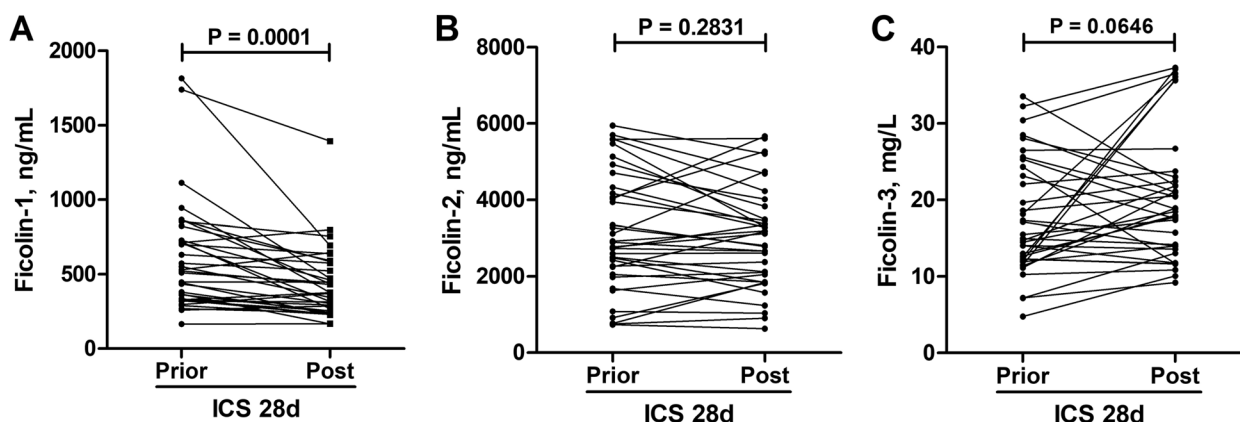 A
P = 0.0001
Ficolin-1, ng/mL
2000
1500
1000
500
0
Prior Post
ICS 28d
B
P = 0.2831
Ficolin-2, ng/mL
8000
6000
4000
2000
0
Prior Post
ICS 28d
C
P = 0.0646
Ficolin-3, mg/L
40
30
20
10
0
Prior Post
ICS 28d